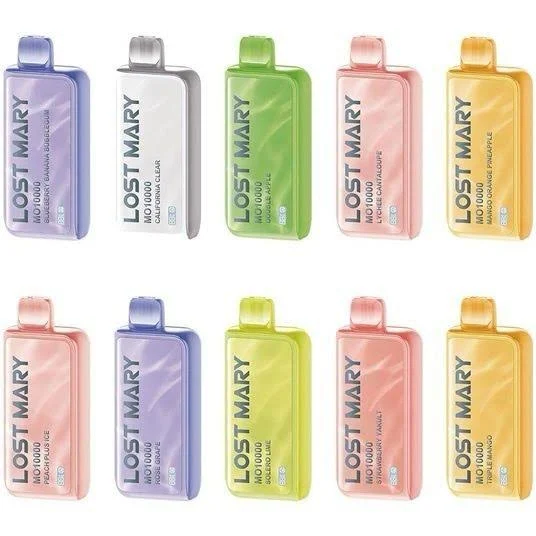 LOST MARY
MO10000
BLUEBERRY BANANA BUBBLEGUM
LOST MARY
MO10000
CALIFORNIA CLEAR
LOST MARY
MO10000
DOUBLE APPLE
LOST MARY
MO10000
LYCHEE CANTALOUPE
LOST MARY
MO10000
MANGO ORANGE PINEAPPLE
LOST MARY
MO10000
PEACH PLUS ICE
LOST MARY
MO10000
ROSE GRAPE
LOST MARY
MO10000
SOLERO LIME
LOST MARY
MO10000
STRAWBERRY YAKULT
LOST MARY
MO10000
TRIPLE MANGO